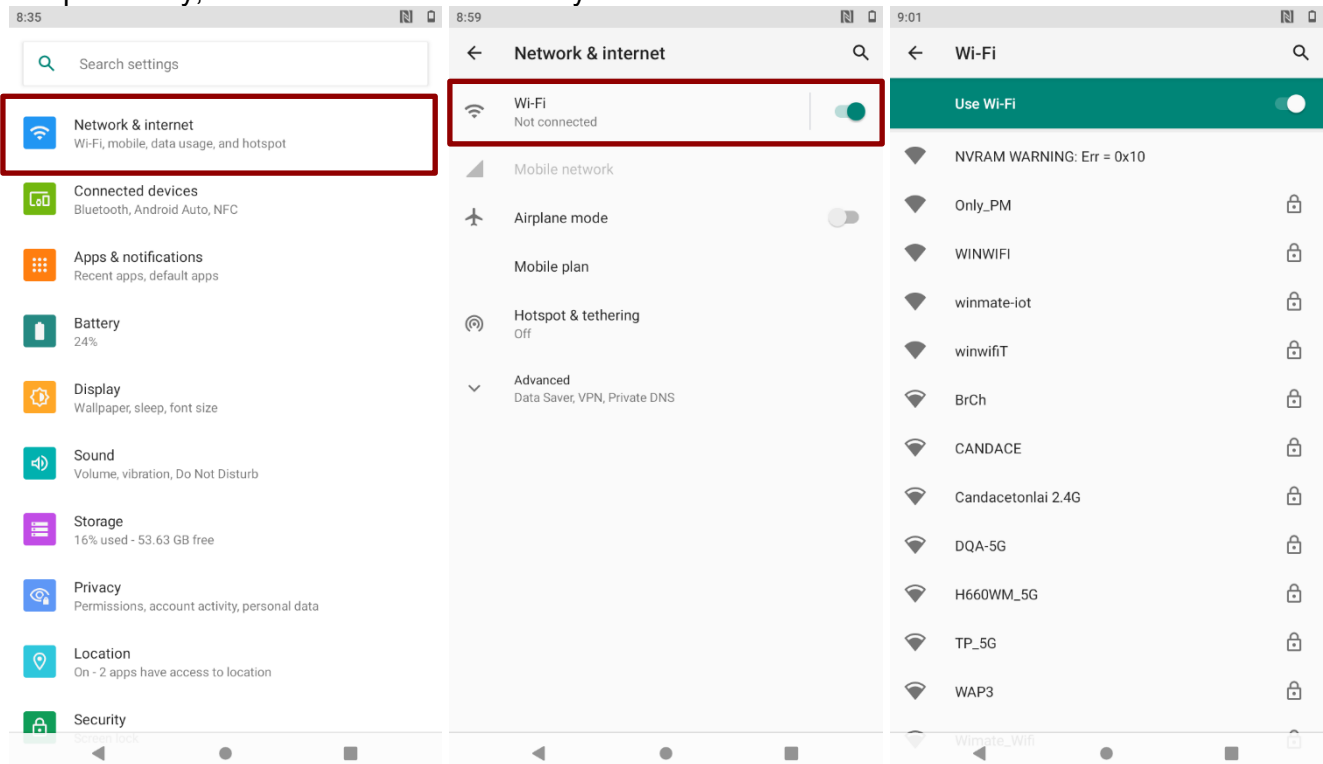 8:35
Search settings
Network & internet
Wi-Fi, mobile, data usage, and hotspot
Connected devices
Bluetooth, Android Auto, NFC
Apps & notifications
Recent apps, default apps
Battery
24%
Display
Wallpaper, sleep, font size
Sound
Volume, vibration, Do Not Disturb
Storage
16% used - 53.63 GB free
Privacy
Permissions, account activity, personal data
Location
On - 2 apps have access to location
Security
Screen lock
8:59
Network & internet
Wi-Fi
Not connected
Mobile network
Airplane mode
Mobile plan
Hotspot & tethering
Off
Advanced
Data Saver, VPN, Private DNS
9:01
Wi-Fi
Use Wi-Fi
NVRAM WARNING: Err = 0x10
Only_PM
WINWIFI
winmate-iot
winwifiT
BrCh
CANDACE
Candacetonlai 2.4G
DQA-5G
H660WM_5G
TP_5G
WAP3
Wimate_Wifi